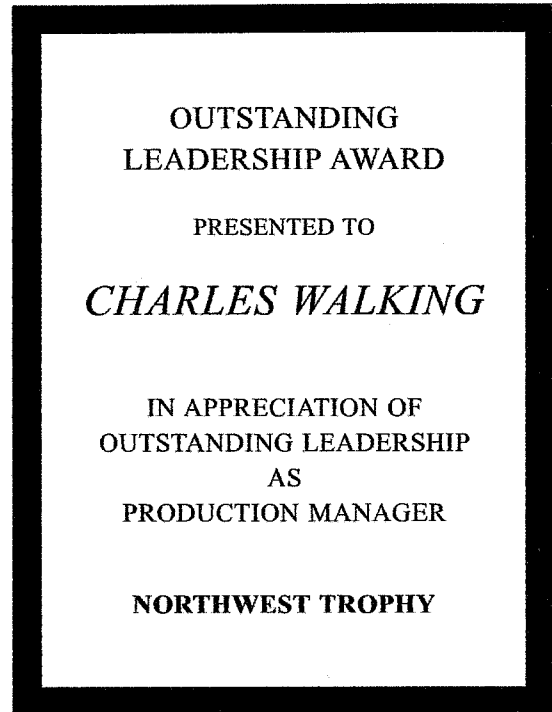 OUTSTANDING
LEADERSHIP AWARD
PRESENTED TO
CHARLES WALKING
IN APPRECIATION OF
OUTSTANDING LEADERSHIP
AS
PRODUCTION MANAGER
NORTHWEST TROPHY